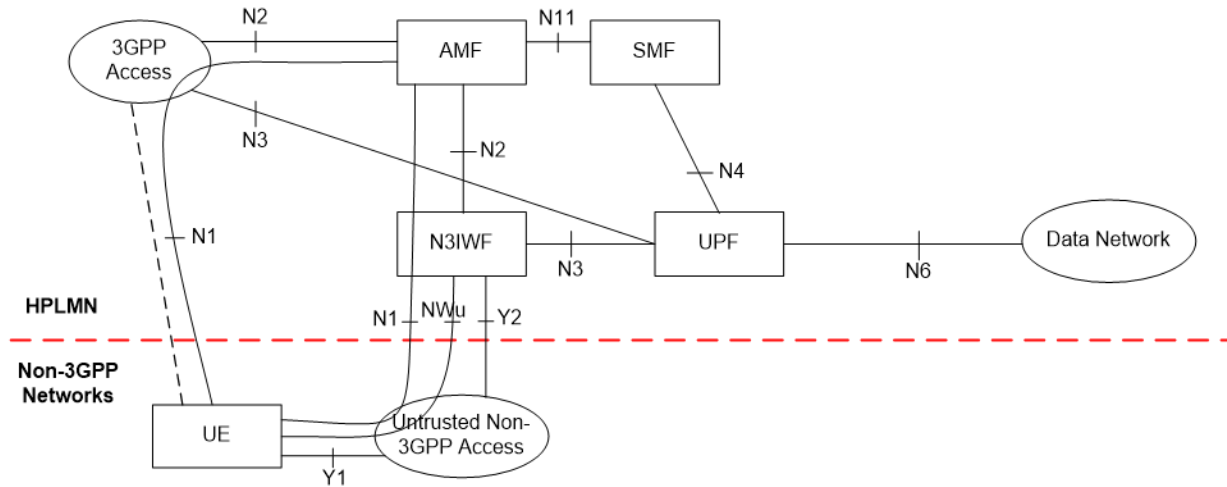 N2
N11
3GPP
Access
AMF
SMF
N3
N2
N4
N1
N3IWF
UPF
Data Network
N3
N6
HPLMN
N1
NWu
Y2
Non-3GPP
Networks
UE
Untrusted Non-
3GPP Access
Y1